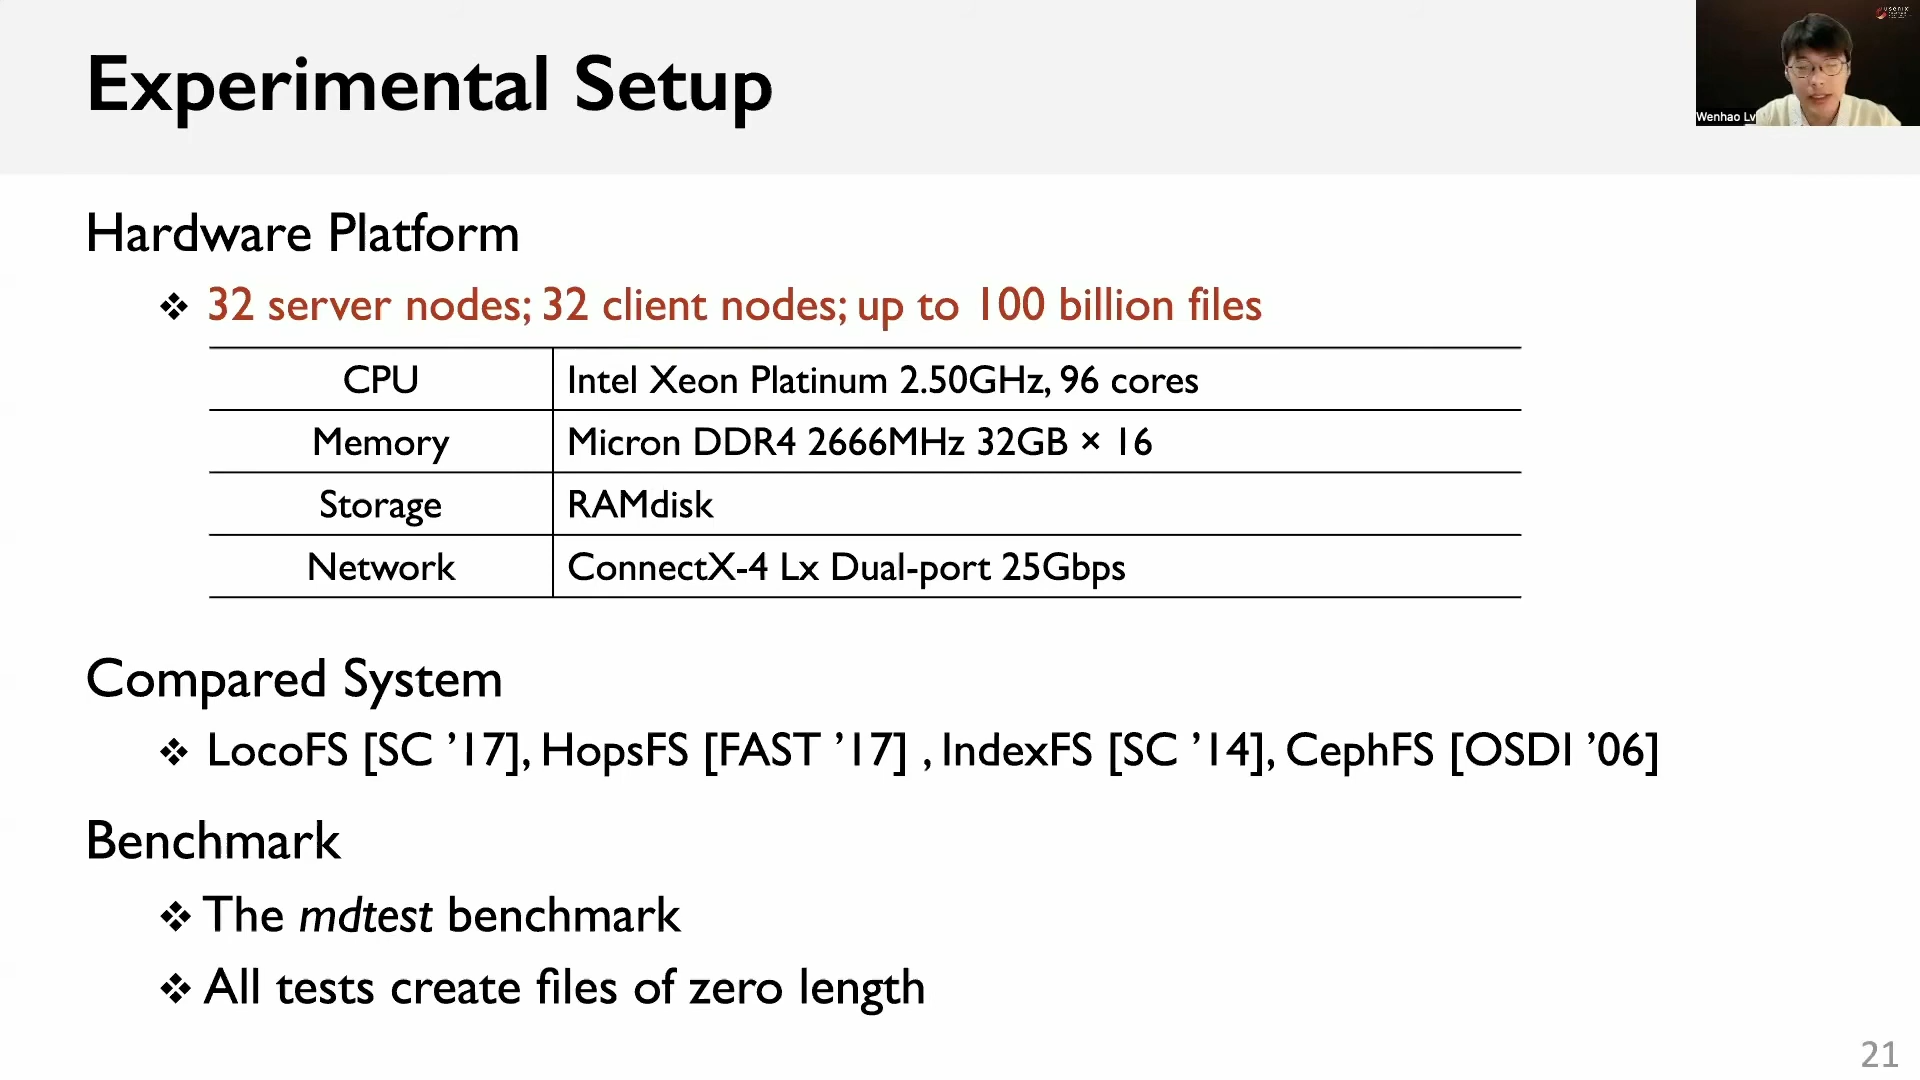 Experimental Setup
usenix
Wenhao Lv
Hardware Platform
❖ 32 server nodes; 32 client nodes; up to 100 billion files
CPU Intel Xeon Platinum 2.50GHz, 96 cores
Memory Micron DDR4 2666MHz 32GB × 16
Storage RAMdisk
Network ConnectX-4 Lx Dual-port 25Gbps
Compared System
❖ LocoFS [SC ’17], HopsFS [FAST ’17] , IndexFS [SC ’14], CephFS [OSDI ’06]
Benchmark
❖ The mdtest benchmark
❖ All tests create files of zero length
21